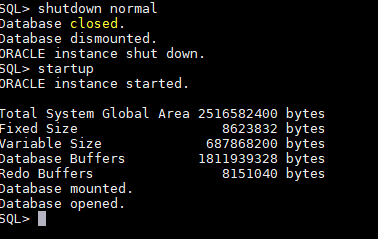 SQL> shutdown normal
Database closed.
Database dismounted.
ORACLE instance shut down.
SQL> startup
ORACLE instance started.

Total System Global Area 2516582400 bytes
Fixed Size                  8623832 bytes
Variable Size             687868200 bytes
Database Buffers         1811939328 bytes
Redo Buffers                8151040 bytes
Database mounted.
Database opened.
SQL>